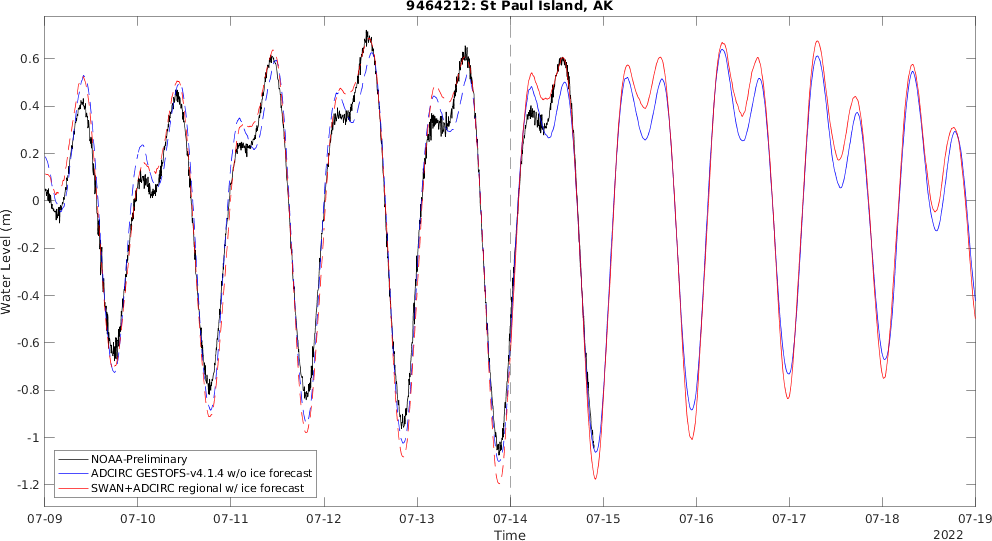 9464212: St Paul Island, AK
0.6
0.4
0.2
0
-0.2
-0.4
-0.6
-0.8
-1
-1.2
Water Level (m)
NOAA-Preliminary
ADCIRC GESTOFS-v4.1.4 w/o ice forecast
SWAN+ADCIRC regional w/ ice forecast
07-09 07-10 07-11 07-12 07-13 07-14 07-15 07-16 07-17 07-18 07-19
Time
2022